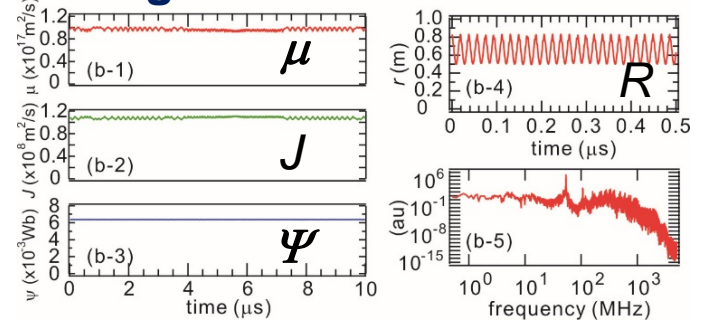 μ (x10¹⁷m²/s)
1.2
0.8
0.4
0
(b-1)
μ
J (x10⁸m²/s)
1.2
0.8
0.4
0
(b-2)
J
ψ (x10⁻³Wb)
8
6
4
2
0
(b-3)
Ψ
0 2 4 6 8 10
time (μs)
r (m)
1.0
0.8
0.6
0.4
0.2
0
(b-4)
R
0 0.1 0.2 0.3 0.4 0.5
time (μs)
(au)
10⁶
10⁻¹
10⁻⁸
10⁻¹⁵
(b-5)
10⁰ 10¹ 10² 10³
frequency (MHz)